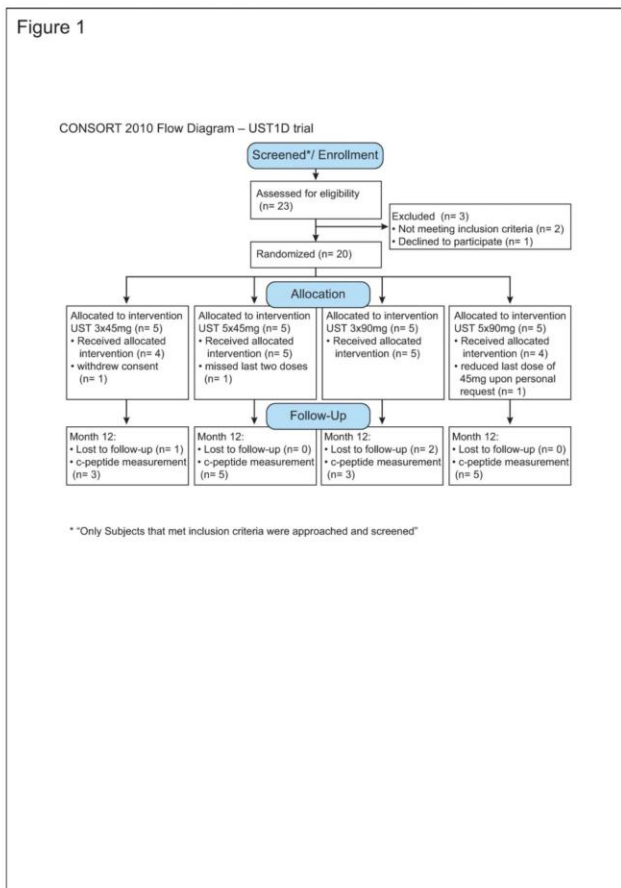 Figure 1
CONSORT 2010 Flow Diagram – UST1D trial
Screened*/ Enrollment
Assessed for eligibility
(n= 23)
Excluded (n= 3)
• Not meeting inclusion criteria (n= 2)
• Declined to participate (n= 1)
Randomized (n= 20)
Allocation
Allocated to intervention
UST 3x45mg (n= 5)
• Received allocated
intervention (n= 4)
• withdrew consent
(n= 1)
Allocated to intervention
UST 5x45mg (n= 5)
• Received allocated
intervention (n= 5)
• missed last two doses
(n= 1)
Allocated to intervention
UST 3x90mg (n= 5)
• Received allocated
intervention (n= 5)
Allocated to intervention
UST 5x90mg (n= 5)
• Received allocated
intervention (n= 4)
• reduced last dose of
45mg upon personal
request (n= 1)
Follow-Up
Month 12:
• Lost to follow-up (n= 1)
• c-peptide measurement
(n= 3)
Month 12:
• Lost to follow-up (n= 0)
• c-peptide measurement
(n= 5)
Month 12:
• Lost to follow-up (n= 2)
• c-peptide measurement
(n= 3)
Month 12:
• Lost to follow-up (n= 0)
• c-peptide measurement
(n= 5)
* "Only Subjects that met inclusion criteria were approached and screened"